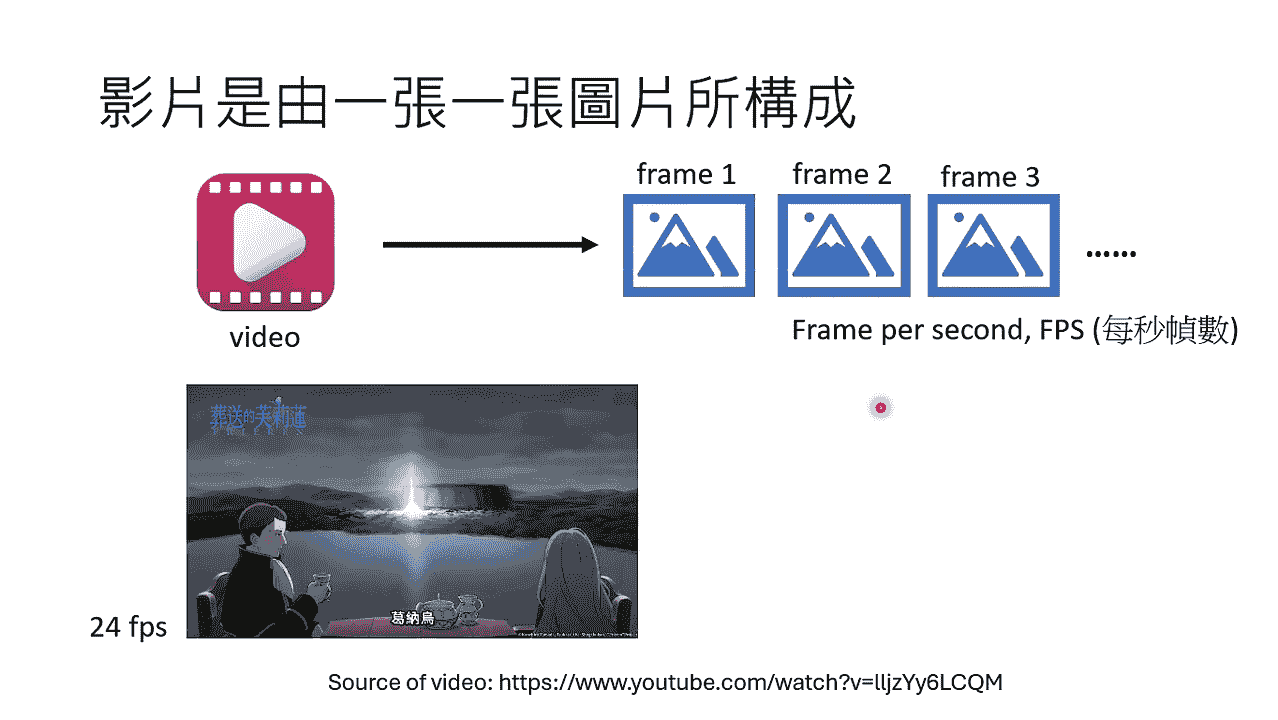 影片是由一張一張圖片所構成
frame 1
frame 2
frame 3
......
video
Frame per second, FPS (每秒幀數)
葬送的芙莉蓮
葛納烏
24 fps
Source of video: https://www.youtube.com/watch?v=lljzYy6LCQM